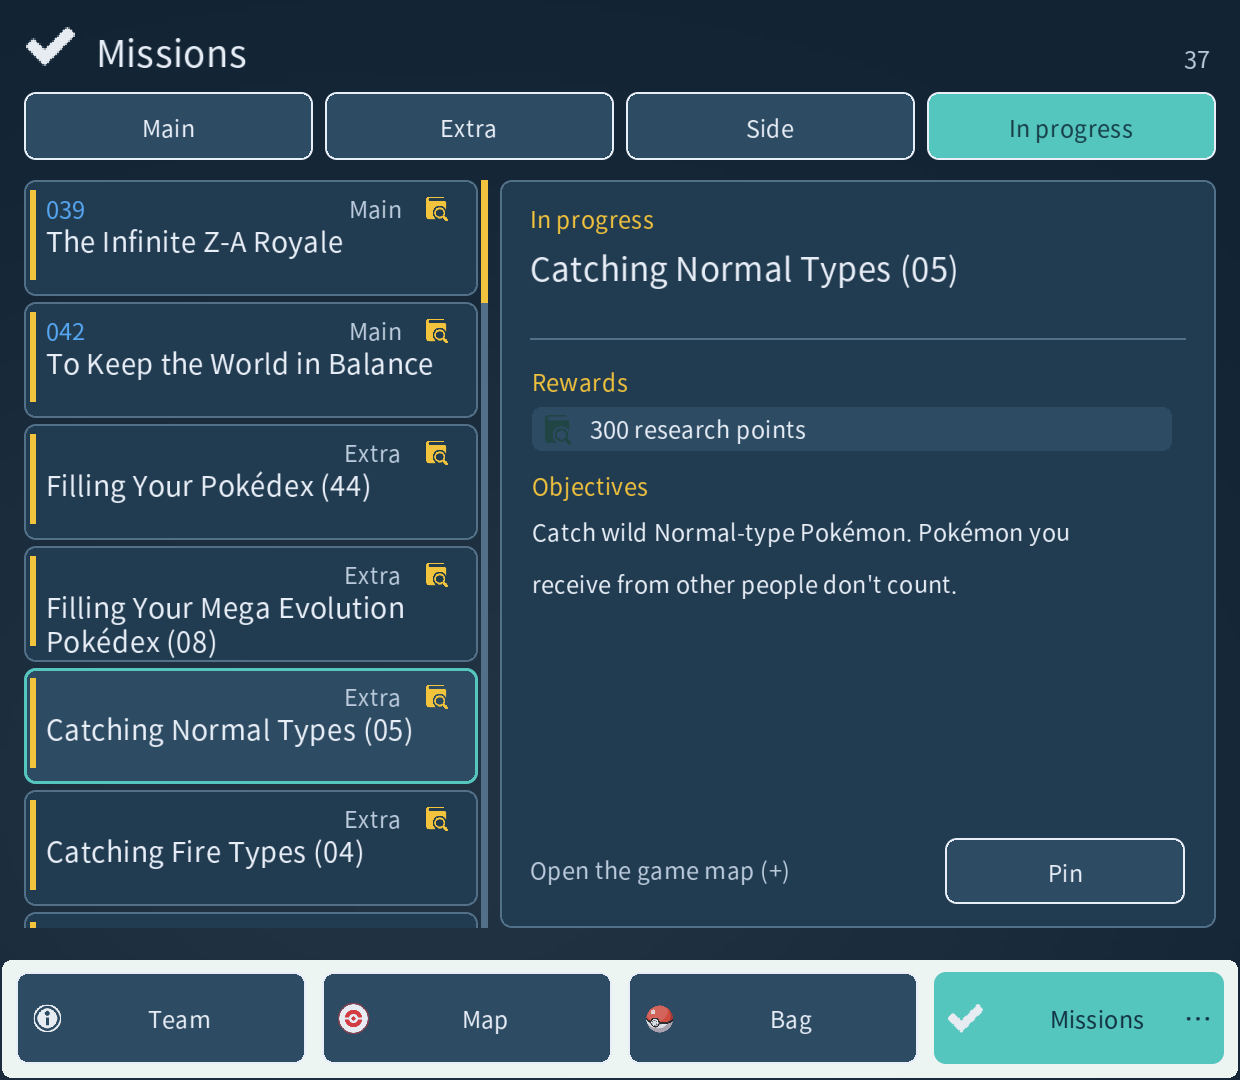 Missions
37
Main
Extra
Side
In progress
039
Main
The Infinite Z-A Royale
042
Main
To Keep the World in Balance
Extra
Filling Your Pokédex (44)
Extra
Filling Your Mega Evolution
Pokédex (08)
Extra
Catching Normal Types (05)
Extra
Catching Fire Types (04)
In progress
Catching Normal Types (05)
Rewards
300 research points
Objectives
Catch wild Normal-type Pokémon. Pokémon you
receive from other people don't count.
Open the game map (+)
Pin
Team
Map
Bag
Missions
...